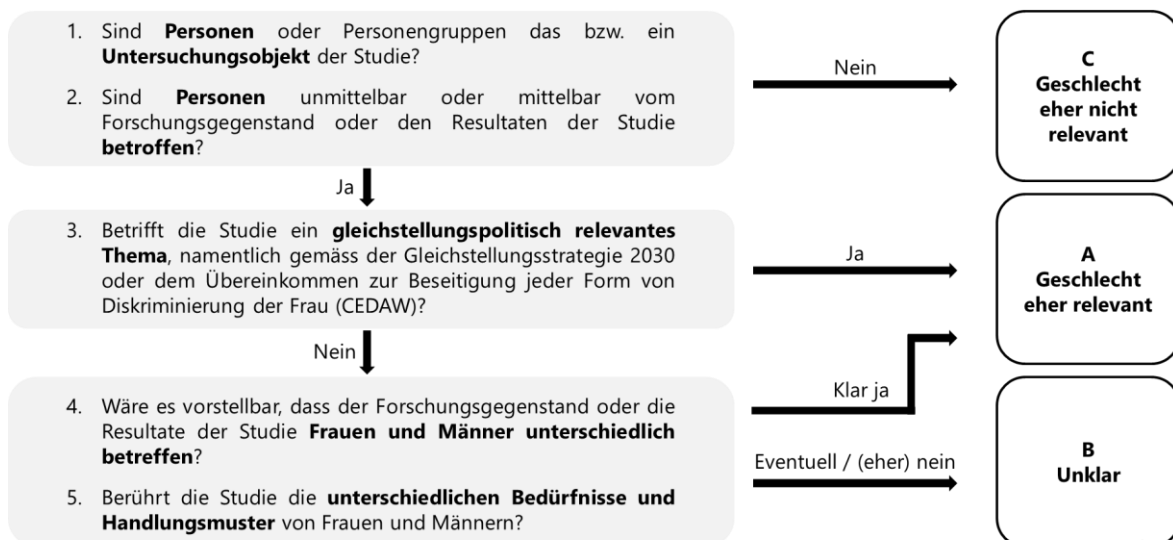 1. Sind Personen oder Personengruppen das bzw. ein
Untersuchungsobjekt der Studie?
2. Sind Personen unmittelbar oder mittelbar vom
Forschungsgegenstand oder den Resultaten der Studie
betroffen?
Nein
C
Geschlecht
eher nicht
relevant
Ja
3. Betrifft die Studie ein gleichstellungspolitisch relevantes
Thema, namentlich gemäss der Gleichstellungsstrategie 2030
oder dem Übereinkommen zur Beseitigung jeder Form von
Diskriminierung der Frau (CEDAW)?
Ja
A
Geschlecht
eher relevant
Nein
4. Wäre es vorstellbar, dass der Forschungsgegenstand oder die
Resultate der Studie Frauen und Männer unterschiedlich
betreffen?
5. Berührt die Studie die unterschiedlichen Bedürfnisse und
Handlungsmuster von Frauen und Männern?
Klar ja
Eventuell / (eher) nein
B
Unklar